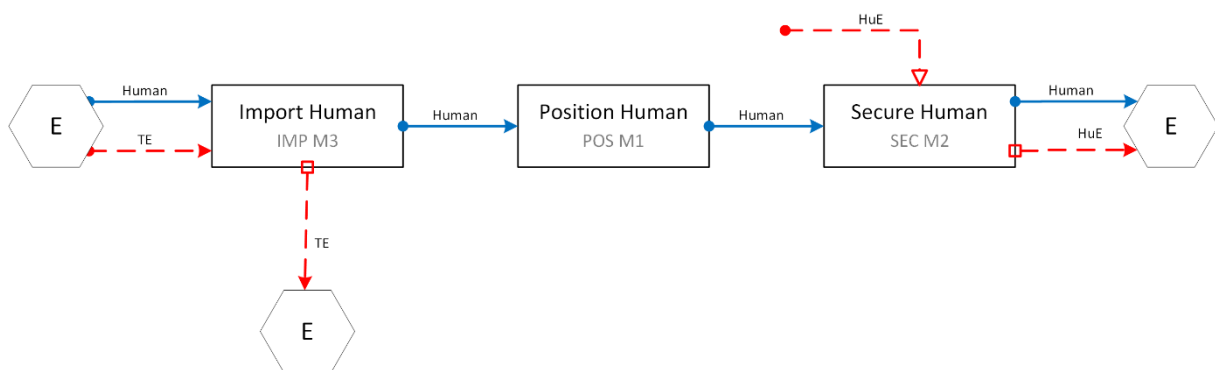 HuE
Human
E
TE
Import Human
IMP M3
Human
Position Human
POS M1
Human
Secure Human
SEC M2
Human
HuE
E
TE
E